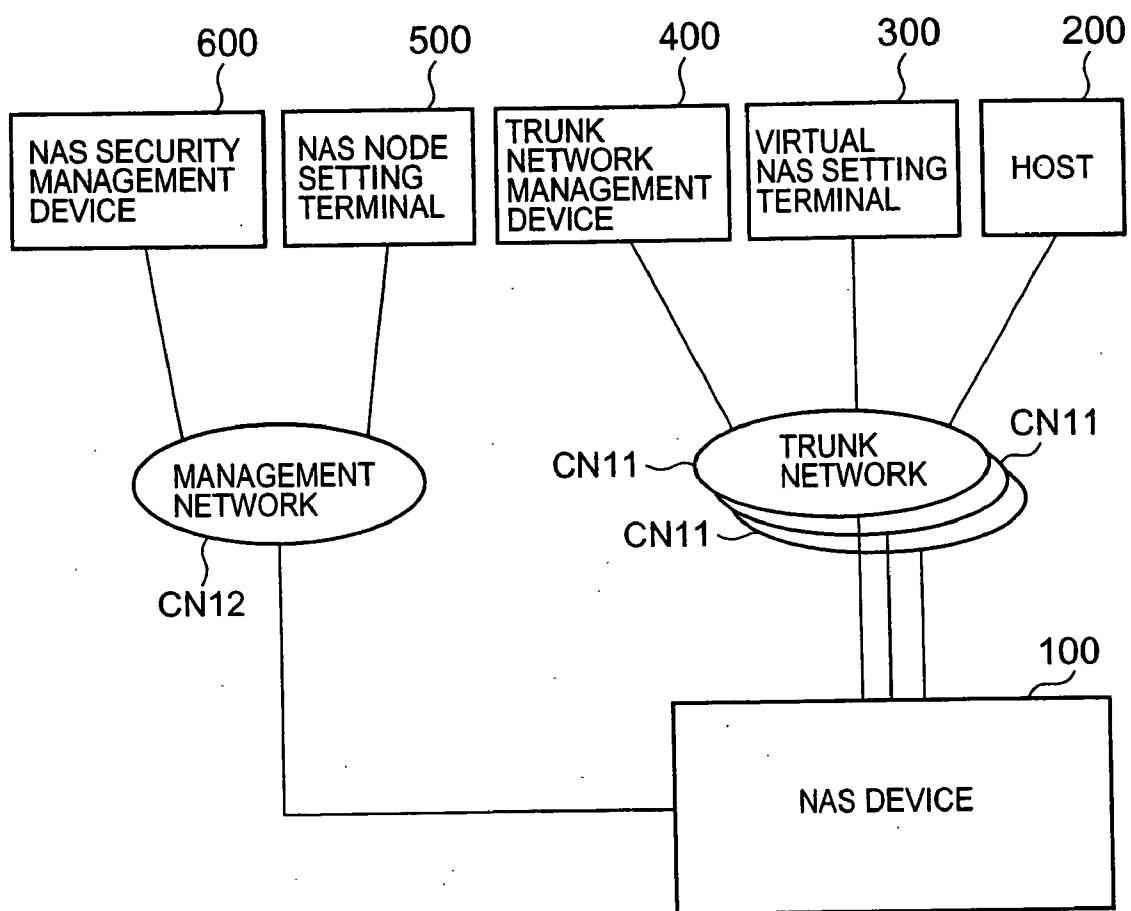 600
500
400
300
200
NAS SECURITY
MANAGEMENT
DEVICE
NAS NODE
SETTING
TERMINAL
TRUNK
NETWORK
MANAGEMENT
DEVICE
VIRTUAL
NAS SETTING
TERMINAL
HOST
MANAGEMENT
NETWORK
CN12
CN11
TRUNK
NETWORK
CN11
CN11
100
NAS DEVICE